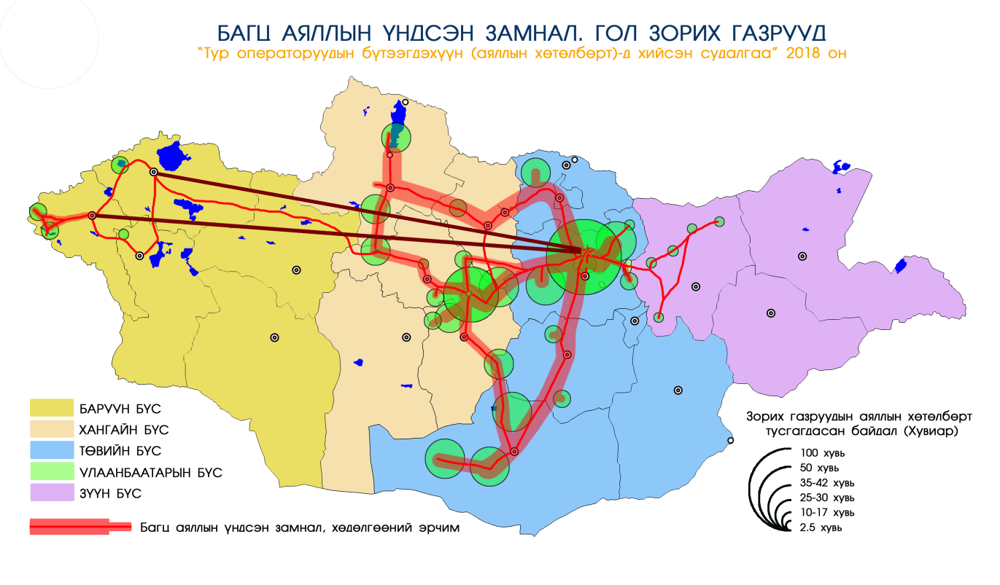 БАГЦ АЯЛЛЫН ҮНДСЭН ЗАМНАЛ. ГОЛ ЗОРИХ ГАЗРУУД
"Тур операторуудын бүтээгдэхүүн (аяллын хөтөлбөрт)-д хийсэн судалгаа" 2018 он
БАРУУН БҮС
ХАНГАЙН БҮС
ТӨВИЙН БҮС
УЛААНБААТАРЫН БҮС
ЗҮҮН БҮС
Багц аяллын үндсэн замнал, хөдөлгөөний эрчим
Зорих газруудын аяллын хөтөлбөрт
тусгагдасан байдал (Хувиар)
100 хувь
50 хувь
35-42 хувь
25-30 хувь
10-17 хувь
2.5 хувь